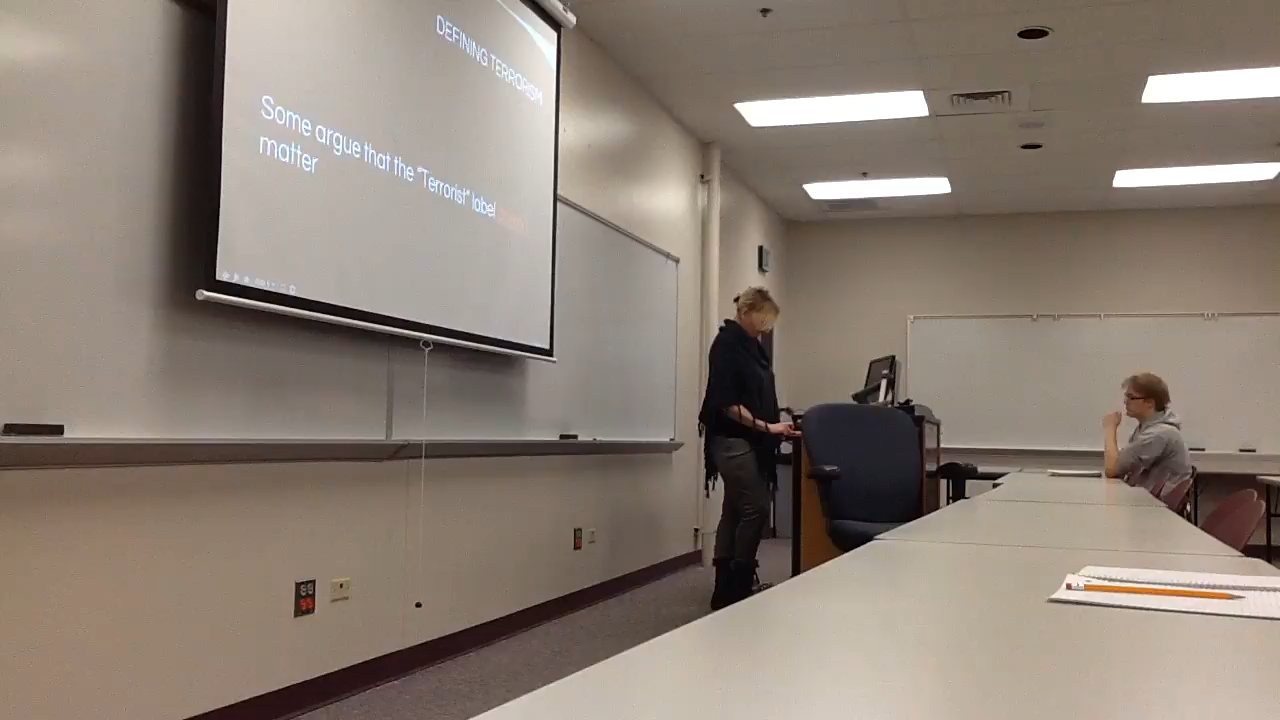 DEFINING TERRORISM
Some argue that the "Terrorist" label
matter